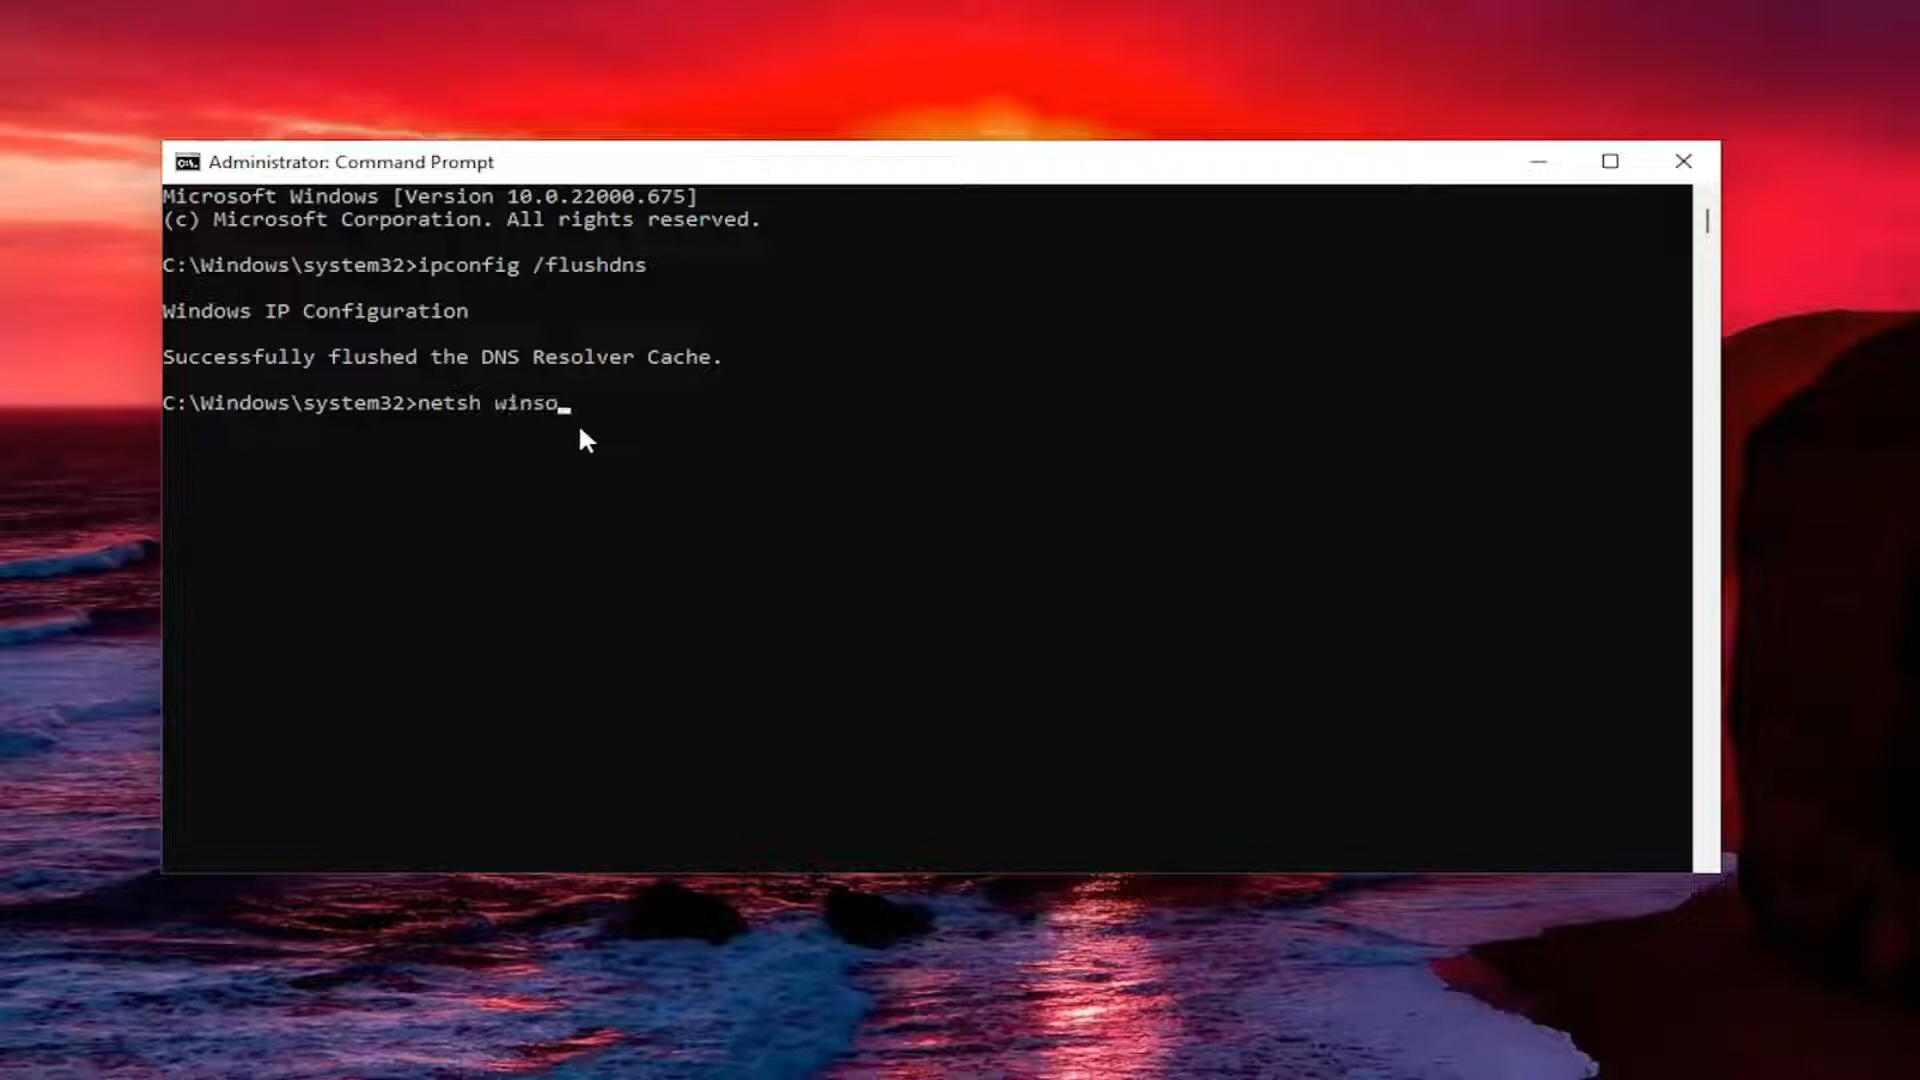 Administrator: Command Prompt
Microsoft Windows [Version 10.0.22000.675]
(c) Microsoft Corporation. All rights reserved.
C:\Windows\system32>ipconfig /flushdns
Windows IP Configuration
Successfully flushed the DNS Resolver Cache.
C:\Windows\system32>netsh winso